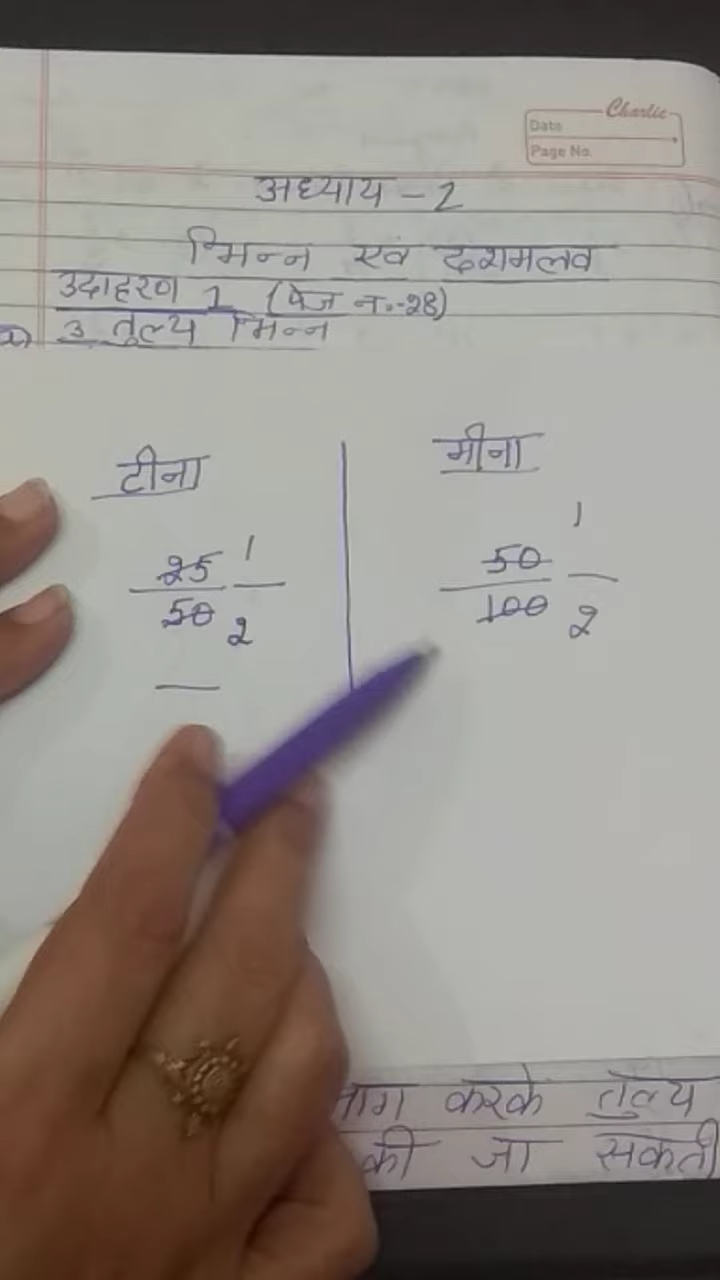 Charlie
Date
Page No.
अध्याय - 2
भिन्न एवं दशमलव
उदाहरण 1 (पेज न.-28)
3 तुल्य भिन्न
टीना
25/50 1/2
मीना
50/100 1/2
भाग करके तुल्य
की जा सकती